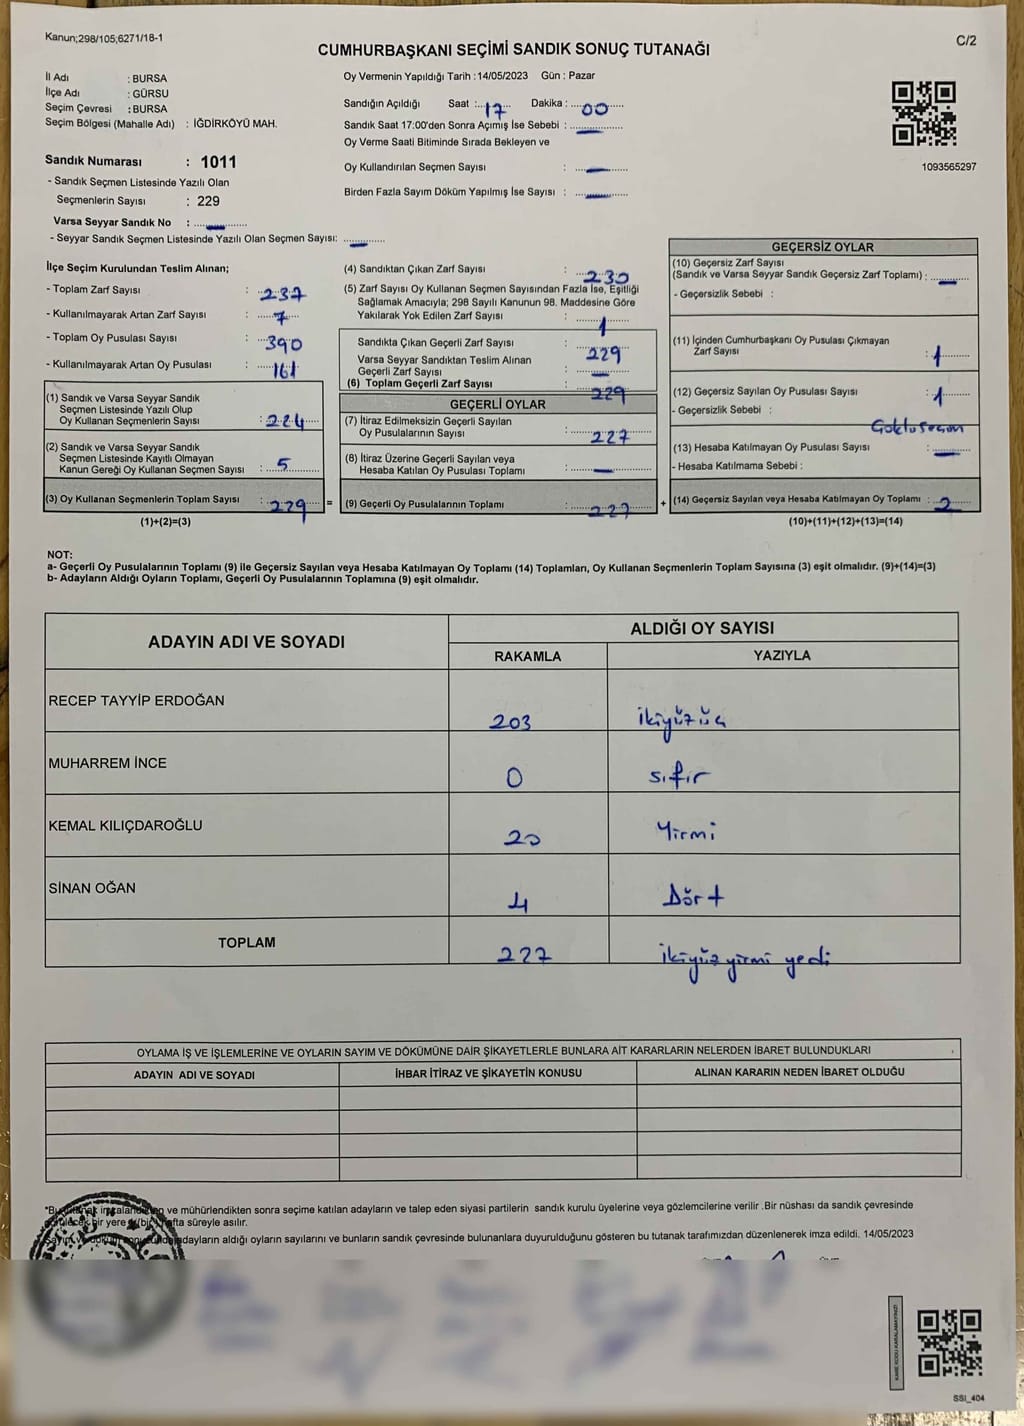 Kanun;298/105;6271/18-1
C/2
CUMHURBAŞKANI SEÇİMİ SANDIK SONUÇ TUTANAĞI
İl Adı : BURSA
İlçe Adı : GÜRSU
Seçim Çevresi : BURSA
Seçim Bölgesi (Mahalle Adı) : İĞDİRKÖYÜ MAH.
Sandık Numarası : 1011
- Sandık Seçmen Listesinde Yazılı Olan
Seçmenlerin Sayısı : 229
Varsa Seyyar Sandık No : —
- Seyyar Sandık Seçmen Listesinde Yazılı Olan Seçmen Sayısı: —
Oy Vermenin Yapıldığı Tarih : 14/05/2023 Gün : Pazar
Sandığın Açıldığı Saat : 17 Dakika : 00
Sandık Saat 17:00'den Sonra Açımış İse Sebebi : —
Oy Verme Saati Bitiminde Sırada Bekleyen ve
Oy Kullandırılan Seçmen Sayısı : —
Birden Fazla Sayım Döküm Yapılmış İse Sayısı : —
1093565297
İlçe Seçim Kurulundan Teslim Alınan;
- Toplam Zarf Sayısı : 237
- Kullanılmayarak Artan Zarf Sayısı : 7
- Toplam Oy Pusulası Sayısı : 390
- Kullanılmayarak Artan Oy Pusulası : 161
(1) Sandık ve Varsa Seyyar Sandık
Seçmen Listesinde Yazılı Olup
Oy Kullanan Seçmenlerin Sayısı : 224
(2) Sandık ve Varsa Seyyar Sandık
Seçmen Listesinde Kayıtlı Olmayan
Kanun Gereği Oy Kullanan Seçmen Sayısı : 5
(3) Oy Kullanan Seçmenlerin Toplam Sayısı : 229 =
(1)+(2)=(3)
(4) Sandıktan Çıkan Zarf Sayısı : 230
(5) Zarf Sayısı Oy Kullanan Seçmen Sayısından Fazla İse, Eşitliği
Sağlamak Amacıyla; 298 Sayılı Kanunun 98. Maddesine Göre
Yakılarak Yok Edilen Zarf Sayısı : 1
Sandıkta Çıkan Geçerli Zarf Sayısı : 229
Varsa Seyyar Sandıktan Teslim Alınan
Geçerli Zarf Sayısı : —
(6) Toplam Geçerli Zarf Sayısı : 229
GEÇERLİ OYLAR
(7) İtiraz Edilmeksizin Geçerli Sayılan
Oy Pusulalarının Sayısı : 227
(8) İtiraz Üzerine Geçerli Sayılan veya
Hesaba Katılan Oy Pusulası Toplamı : —
(9) Geçerli Oy Pusulalarının Toplamı : 227 +
GEÇERSİZ OYLAR
(10) Geçersiz Zarf Sayısı
(Sandık ve Varsa Seyyar Sandık Geçersiz Zarf Toplamı) : —
- Geçersizlik Sebebi :
(11) İçinden Cumhurbaşkanı Oy Pusulası Çıkmayan
Zarf Sayısı : 1
(12) Geçersiz Sayılan Oy Pusulası Sayısı : 1
- Geçersizlik Sebebi :
(13) Hesaba Katılmayan Oy Pusulası Sayısı : —
- Hesaba Katılmama Sebebi :
(14) Geçersiz Sayılan veya Hesaba Katılmayan Oy Toplamı : 2
(10)+(11)+(12)+(13)=(14)
NOT:
a- Geçerli Oy Pusulalarının Toplamı (9) ile Geçersiz Sayılan veya Hesaba Katılmayan Oy Toplamı (14) Toplamları, Oy Kullanan Seçmenlerin Toplam Sayısına (3) eşit olmalıdır. (9)+(14)=(3)
b- Adayların Aldığı Oyların Toplamı, Geçerli Oy Pusulalarının Toplamına (9) eşit olmalıdır.
ADAYIN ADI VE SOYADI ALDIĞI OY SAYISI
RAKAMLA YAZIYLA
RECEP TAYYİP ERDOĞAN 203 ikiyüzüç
MUHARREM İNCE 0 sıfır
KEMAL KILIÇDAROĞLU 20 Yirmi
SİNAN OĞAN 4 Dört
TOPLAM 227 ikiyüz yirmi yedi
OYLAMA İŞ VE İŞLEMLERİNE VE OYLARIN SAYIM VE DÖKÜMÜNE DAİR ŞİKAYETLERLE BUNLARA AİT KARARLARIN NELERDEN İBARET BULUNDUKLARI
ADAYIN ADI VE SOYADI İHBAR İTİRAZ VE ŞİKAYETİN KONUSU ALINAN KARARIN NEDEN İBARET OLDUĞU
ve mühürlendikten sonra seçime katılan adayların ve talep eden siyasi partilerin sandık kurulu üyelerine veya gözlemcilerine verilir .Bir nüshası da sandık çevresinde
bir yere hafta süreyle asılır.
adayların aldığı oyların sayılarını ve bunların sandık çevresinde bulunanlara duyurulduğunu gösteren bu tutanak tarafımızdan düzenlenerek imza edildi. 14/05/2023
SSI_404